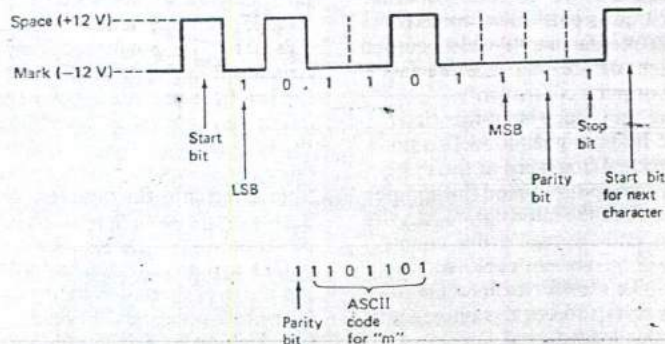 Space (+12 V)
Mark (−12 V)
1 0 1 1 0 1 1 1 1
Start bit
LSB
MSB
Parity bit
Stop bit
Start bit for next character
1 1 1 0 1 1 0 1
Parity bit
ASCII code for "m"